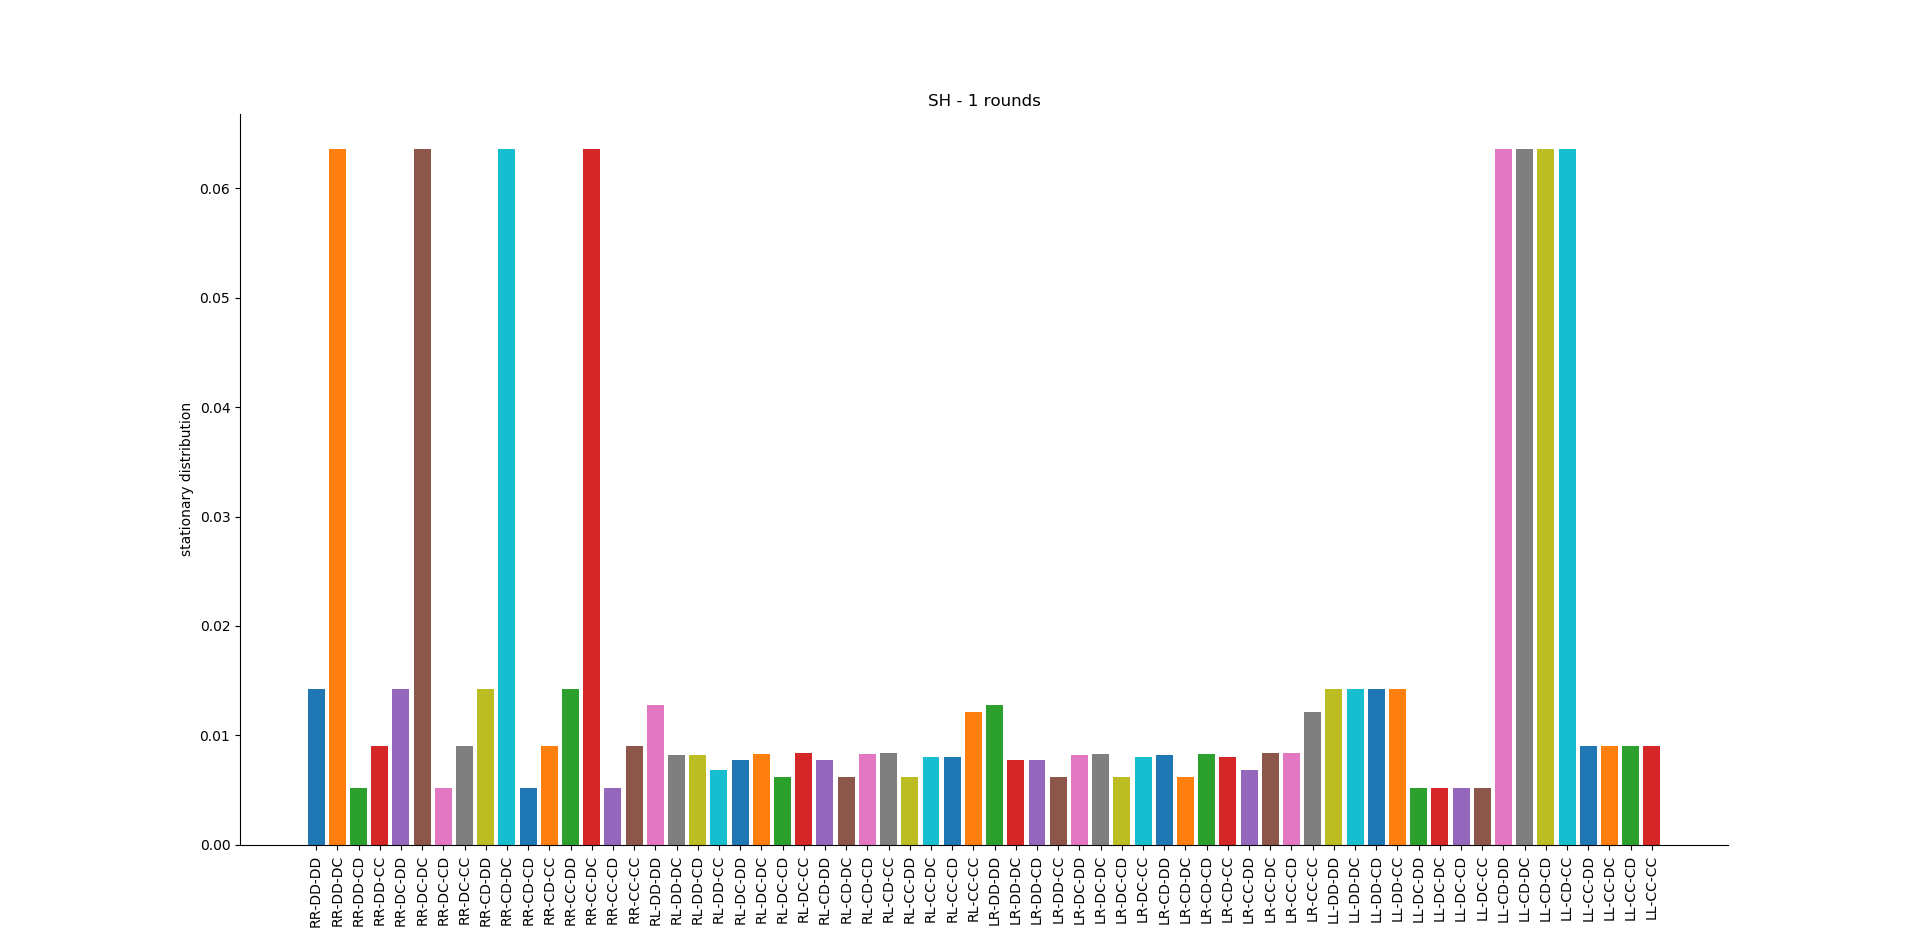 SH - 1 rounds
stationary distribution
0.06
0.05
0.04
0.03
0.02
0.01
0.00
RR-DD-DD
RR-DD-DC
RR-DD-CD
RR-DD-CC
RR-DC-DD
RR-DC-DC
RR-DC-CD
RR-DC-CC
RR-CD-DD
RR-CD-DC
RR-CD-CD
RR-CD-CC
RR-CC-DD
RR-CC-DC
RR-CC-CD
RR-CC-CC
RL-DD-DD
RL-DD-DC
RL-DD-CD
RL-DD-CC
RL-DC-DD
RL-DC-DC
RL-DC-CD
RL-DC-CC
RL-CD-DD
RL-CD-DC
RL-CD-CD
RL-CD-CC
RL-CC-DD
RL-CC-DC
RL-CC-CD
RL-CC-CC
LR-DD-DD
LR-DD-DC
LR-DD-CD
LR-DD-CC
LR-DC-DD
LR-DC-DC
LR-DC-CD
LR-DC-CC
LR-CD-DD
LR-CD-DC
LR-CD-CD
LR-CD-CC
LR-CC-DD
LR-CC-DC
LR-CC-CD
LR-CC-CC
LL-DD-DD
LL-DD-DC
LL-DD-CD
LL-DD-CC
LL-DC-DD
LL-DC-DC
LL-DC-CD
LL-DC-CC
LL-CD-DD
LL-CD-DC
LL-CD-CD
LL-CD-CC
LL-CC-DD
LL-CC-DC
LL-CC-CD
LL-CC-CC